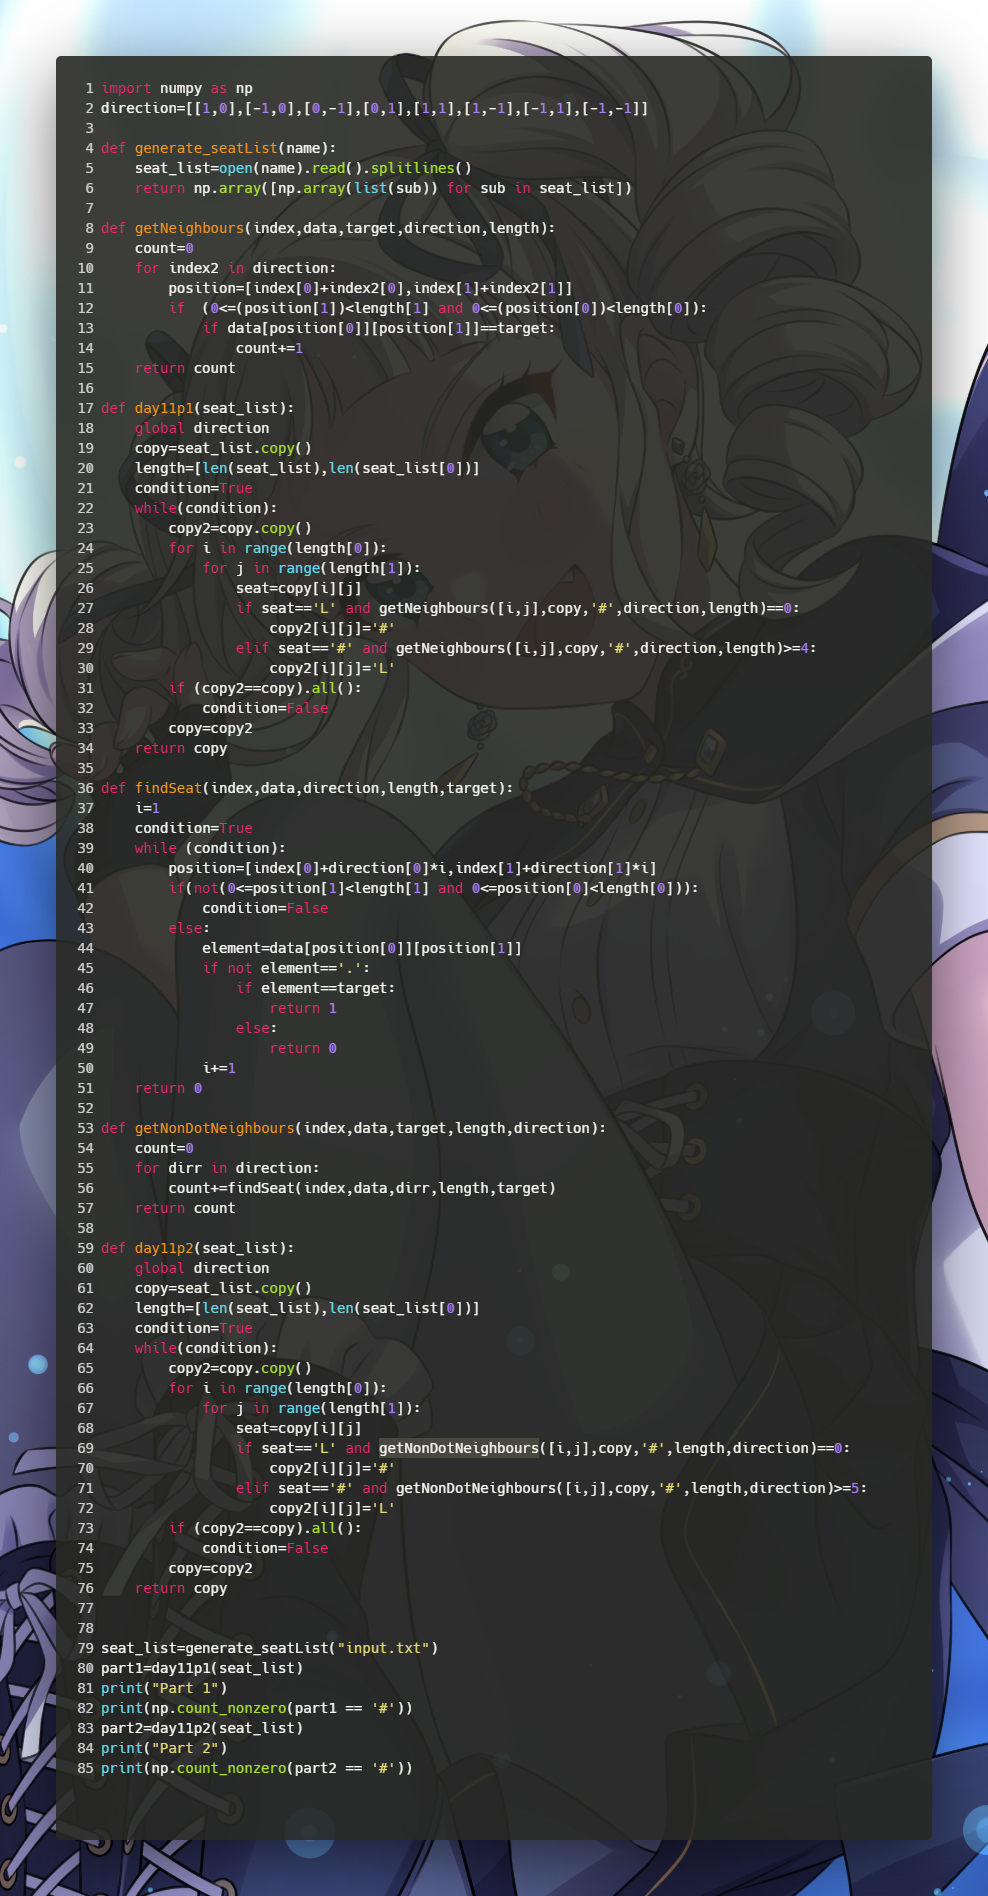 1 import numpy as np
2 direction=[[1,0],[-1,0],[0,-1],[0,1],[1,1],[1,-1],[-1,1],[-1,-1]]
3
4 def generate_seatList(name):
5     seat_list=open(name).read().splitlines()
6     return np.array([np.array(list(sub)) for sub in seat_list])
7
8 def getNeighbours(index,data,target,direction,length):
9     count=0
10     for index2 in direction:
11         position=[index[0]+index2[0],index[1]+index2[1]]
12         if  (0<=(position[1])<length[1] and 0<=(position[0])<length[0]):
13             if data[position[0]][position[1]]==target:
14                 count+=1
15     return count
16
17 def day11p1(seat_list):
18     global direction
19     copy=seat_list.copy()
20     length=[len(seat_list),len(seat_list[0])]
21     condition=True
22     while(condition):
23         copy2=copy.copy()
24         for i in range(length[0]):
25             for j in range(length[1]):
26                 seat=copy[i][j]
27                 if seat=='L' and getNeighbours([i,j],copy,'#',direction,length)==0:
28                     copy2[i][j]='#'
29                 elif seat=='#' and getNeighbours([i,j],copy,'#',direction,length)>=4:
30                     copy2[i][j]='L'
31         if (copy2==copy).all():
32             condition=False
33         copy=copy2
34     return copy
35
36 def findSeat(index,data,direction,length,target):
37     i=1
38     condition=True
39     while (condition):
40         position=[index[0]+direction[0]*i,index[1]+direction[1]*i]
41         if(not(0<=position[1]<length[1] and 0<=position[0]<length[0])):
42             condition=False
43         else:
44             element=data[position[0]][position[1]]
45             if not element=='.':
46                 if element==target:
47                     return 1
48                 else:
49                     return 0
50             i+=1
51     return 0
52
53 def getNonDotNeighbours(index,data,target,length,direction):
54     count=0
55     for dirr in direction:
56         count+=findSeat(index,data,dirr,length,target)
57     return count
58
59 def day11p2(seat_list):
60     global direction
61     copy=seat_list.copy()
62     length=[len(seat_list),len(seat_list[0])]
63     condition=True
64     while(condition):
65         copy2=copy.copy()
66         for i in range(length[0]):
67             for j in range(length[1]):
68                 seat=copy[i][j]
69                 if seat=='L' and getNonDotNeighbours([i,j],copy,'#',length,direction)==0:
70                     copy2[i][j]='#'
71                 elif seat=='#' and getNonDotNeighbours([i,j],copy,'#',length,direction)>=5:
72                     copy2[i][j]='L'
73         if (copy2==copy).all():
74             condition=False
75         copy=copy2
76     return copy
77
78
79 seat_list=generate_seatList("input.txt")
80 part1=day11p1(seat_list)
81 print("Part 1")
82 print(np.count_nonzero(part1 == '#'))
83 part2=day11p2(seat_list)
84 print("Part 2")
85 print(np.count_nonzero(part2 == '#'))